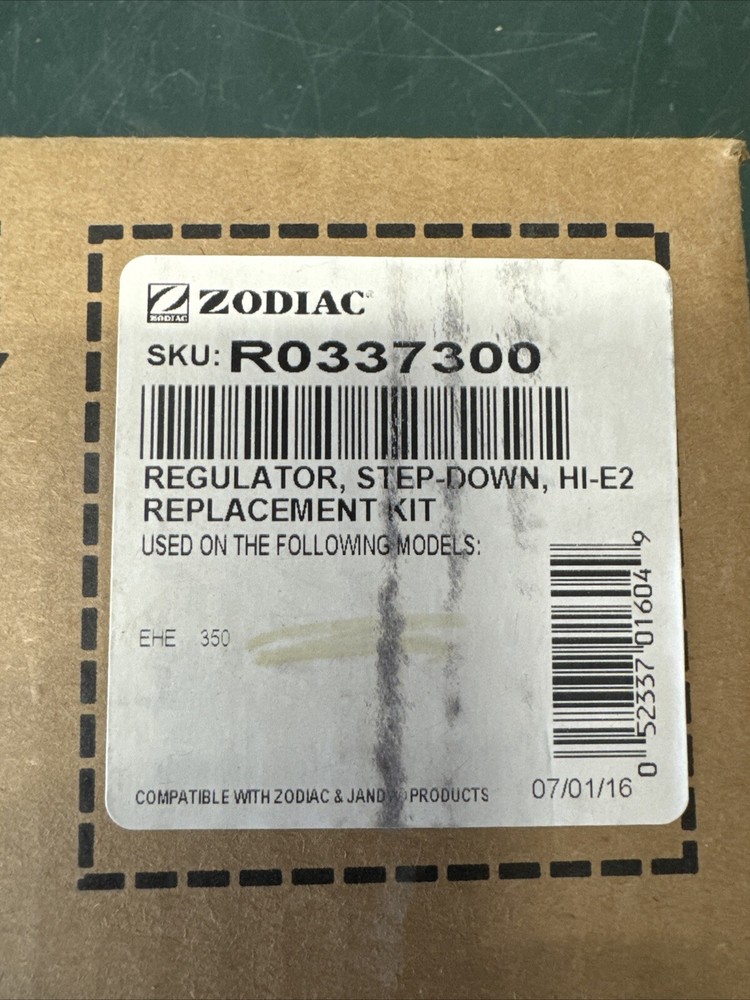 ZODIAC®
ZODIAC
SKU: R0337300
REGULATOR, STEP-DOWN, HI-E2
REPLACEMENT KIT
USED ON THE FOLLOWING MODELS:
EHE 350
0 52337 01604 9
COMPATIBLE WITH ZODIAC & PRODUCTS
07/01/16